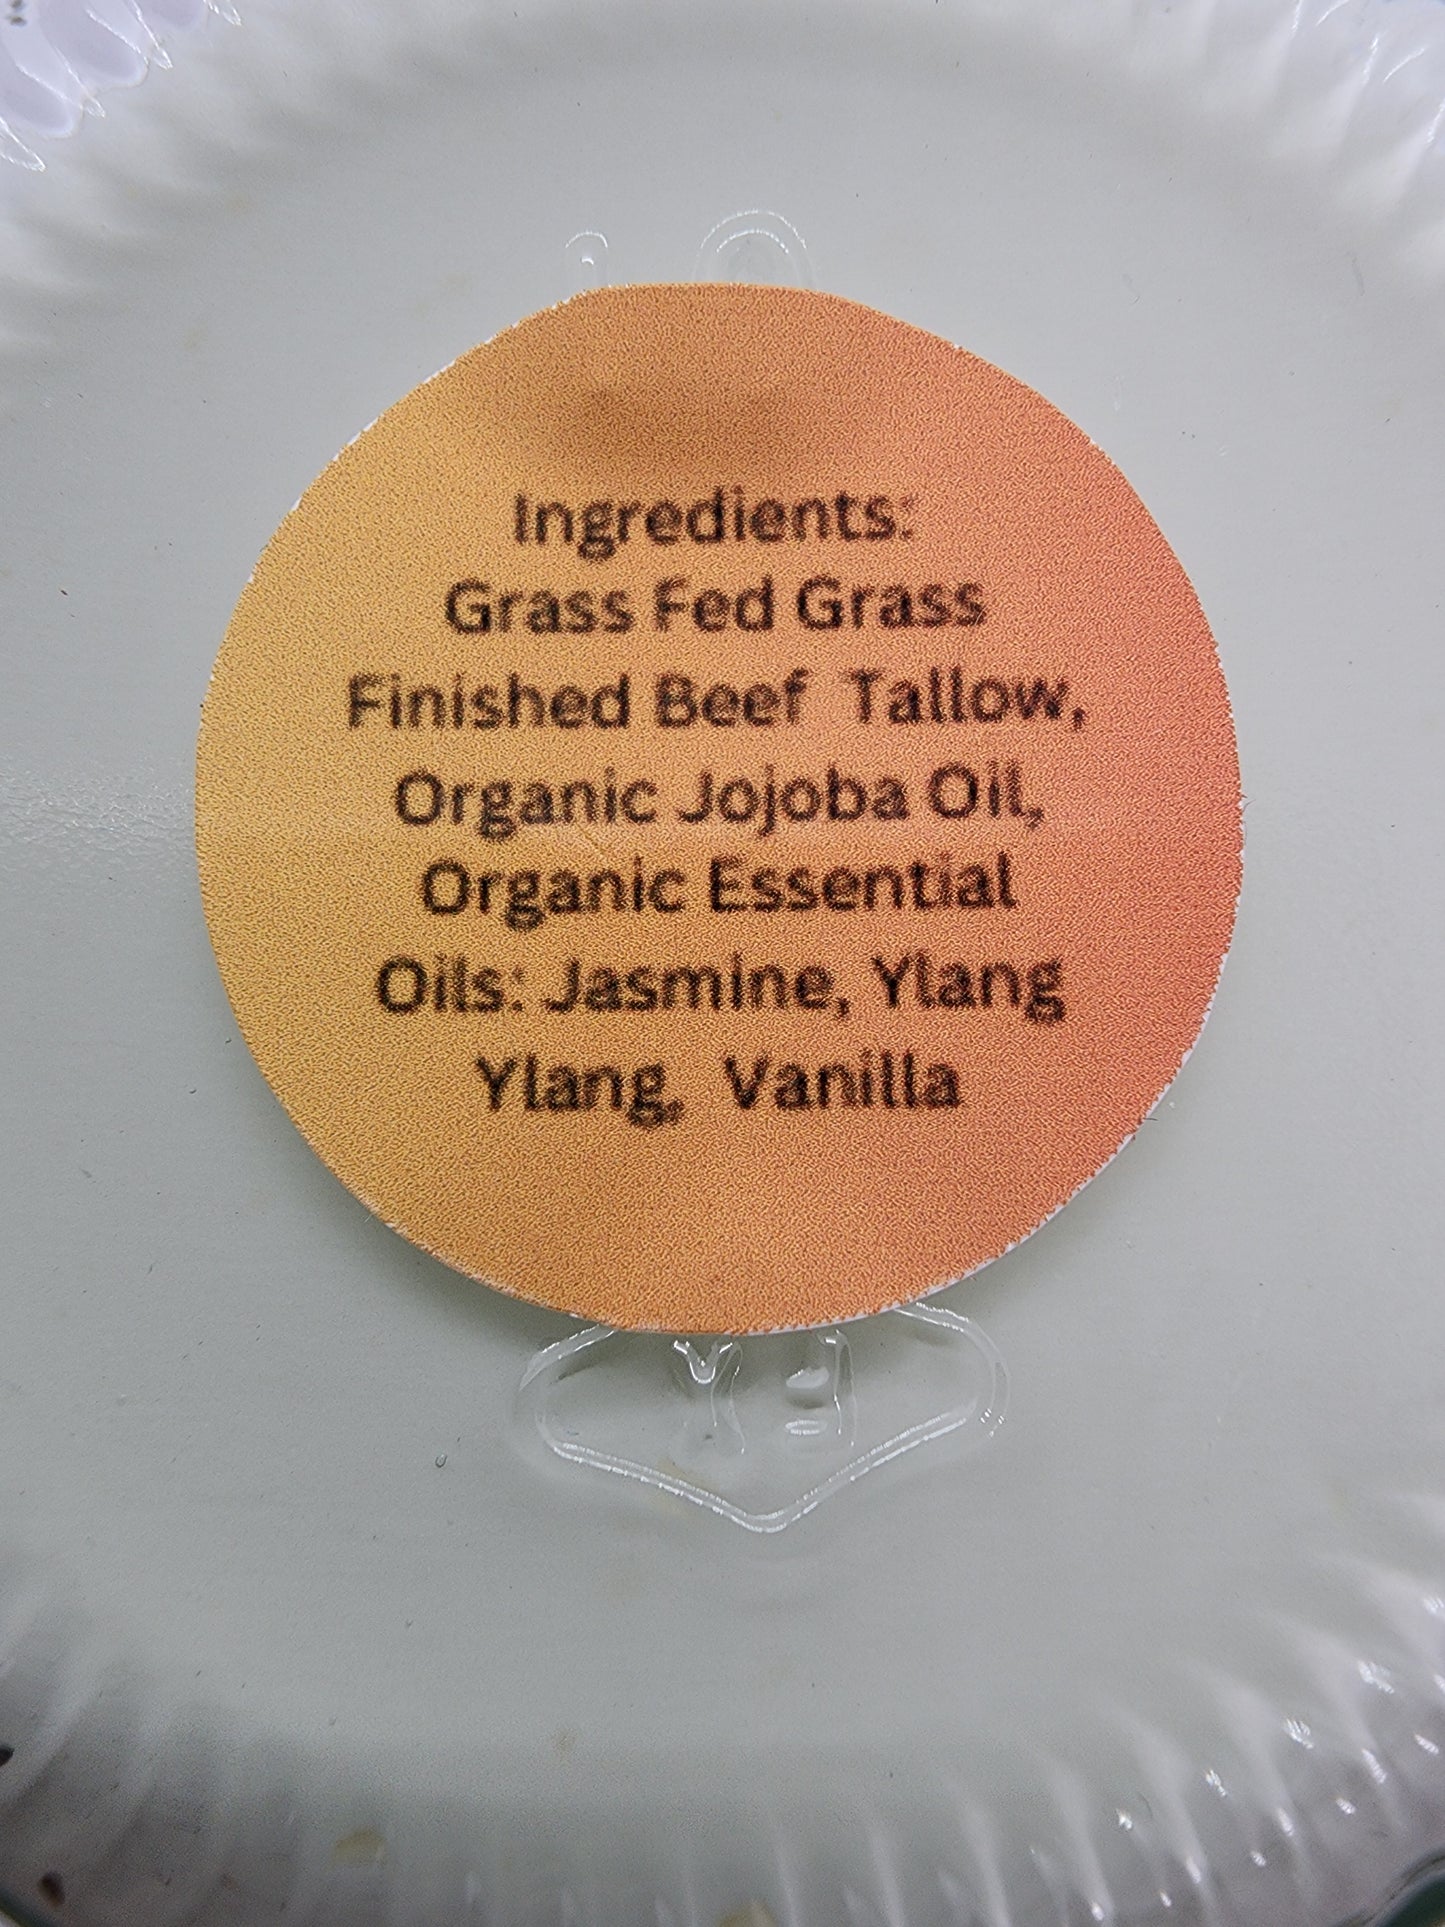 Ingredients:
Grass Fed Grass
Finished Beef Tallow,
Organic Jojoba Oil,
Organic Essential
Oils: Jasmine, Ylang
Ylang, Vanilla